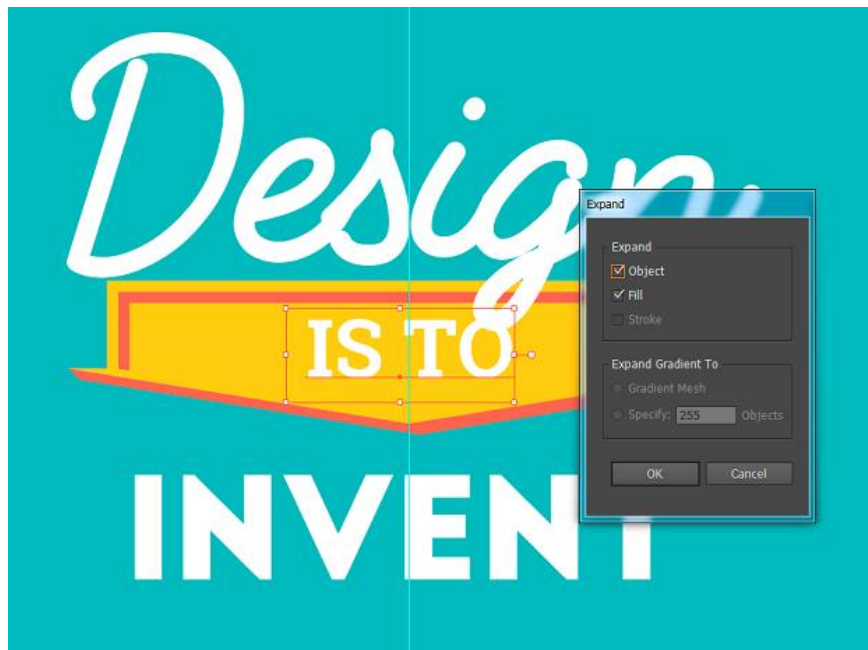 Design
IS TO
INVENT
Expand
Expand
Object
Fill
Stroke
Expand Gradient To
Gradient Mesh
Specify: 255 Objects
OK Cancel